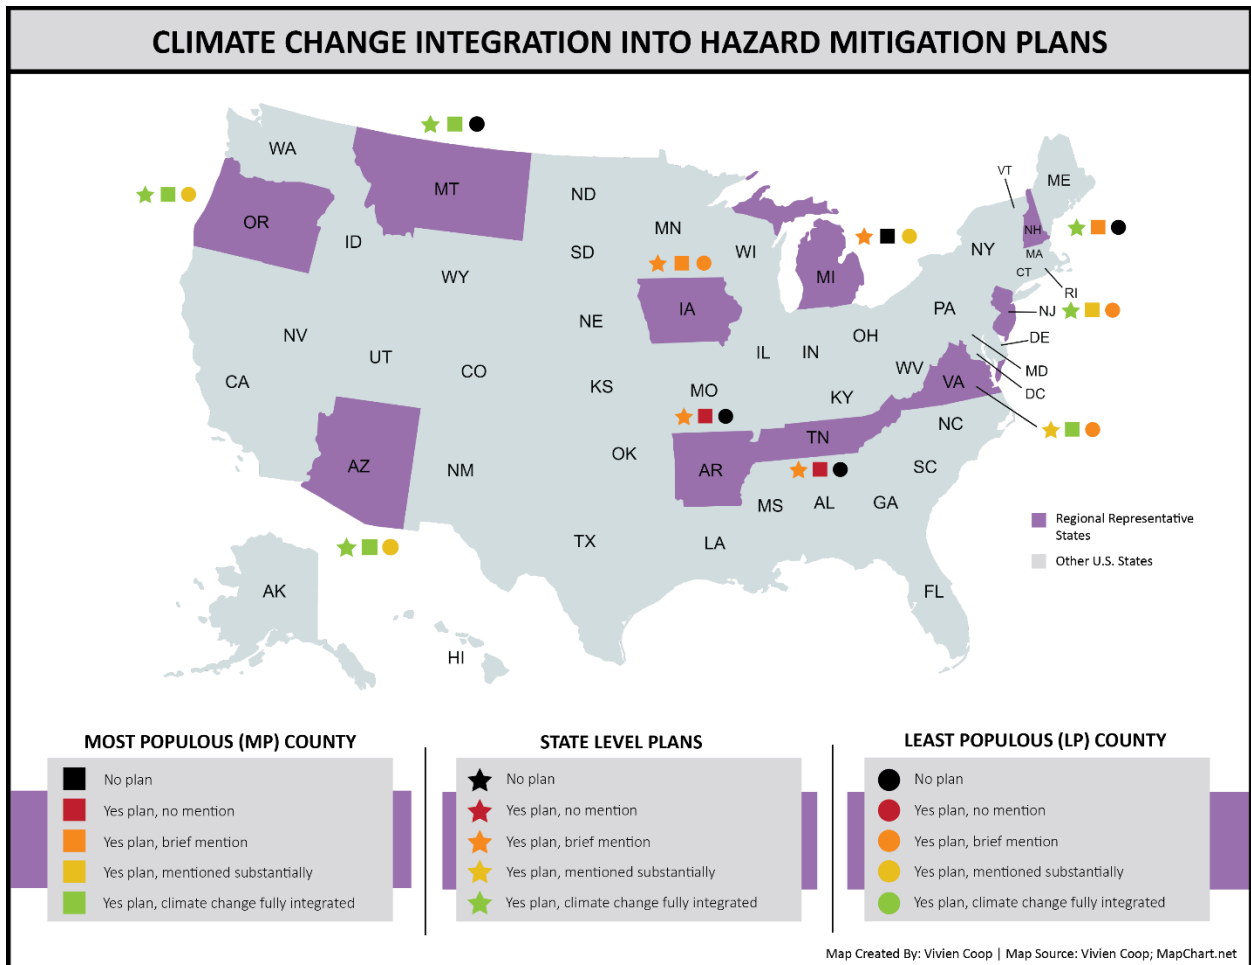 CLIMATE CHANGE INTEGRATION INTO HAZARD MITIGATION PLANS
WA
MT
ND
VT
ME
OR
ID
MN
NH
SD
WI
NY
MA
WY
MI
CT
RI
IA
PA
NJ
NE
NV
OH
DE
UT
IL
IN
CO
WV
MD
CA
KS
MO
VA
DC
KY
NC
TN
OK
AZ
NM
AR
SC
MS
AL
GA
TX
LA
Regional Representative
States
Other U.S. States
AK
FL
HI
MOST POPULOUS (MP) COUNTY
No plan
Yes plan, no mention
Yes plan, brief mention
Yes plan, mentioned substantially
Yes plan, climate change fully integrated
STATE LEVEL PLANS
No plan
Yes plan, no mention
Yes plan, brief mention
Yes plan, mentioned substantially
Yes plan, climate change fully integrated
LEAST POPULOUS (LP) COUNTY
No plan
Yes plan, no mention
Yes plan, brief mention
Yes plan, mentioned substantially
Yes plan, climate change fully integrated
Map Created By: Vivien Coop | Map Source: Vivien Coop; MapChart.net